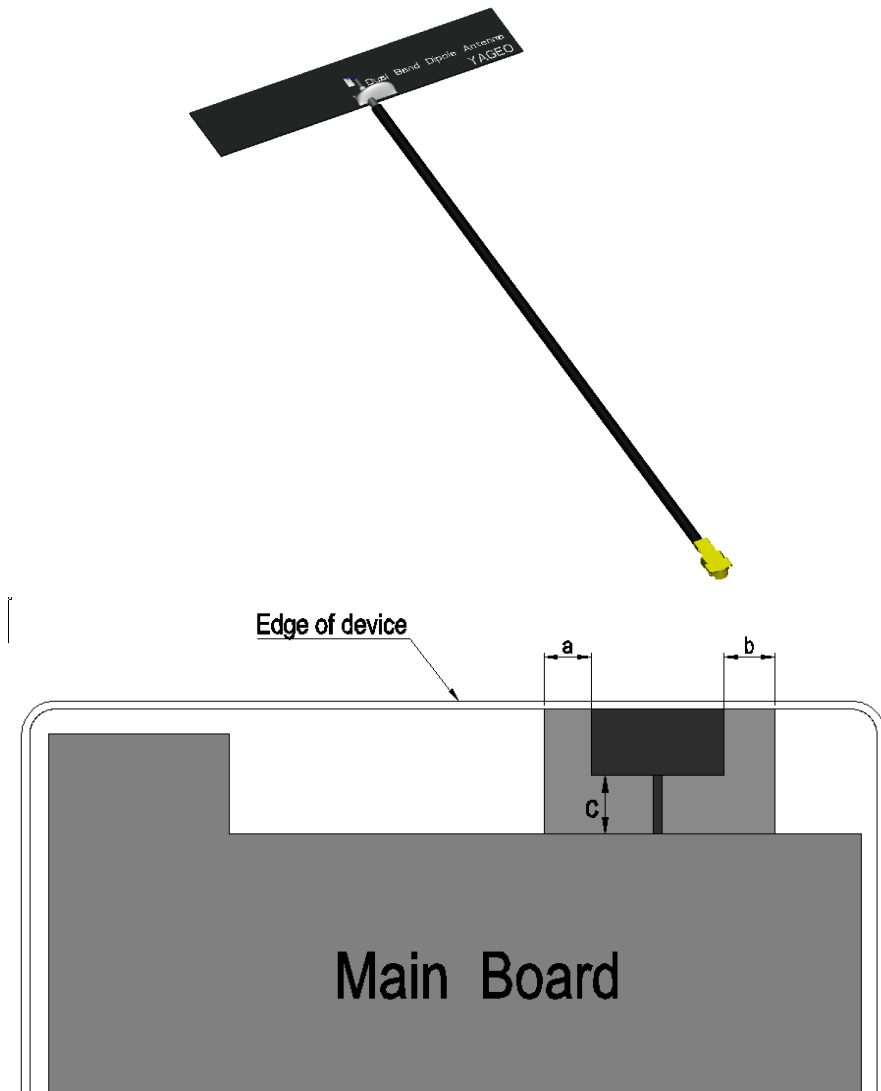 Dual Band Dipole Antenna
YAGEO
Edge of device
a
b
c
Main Board